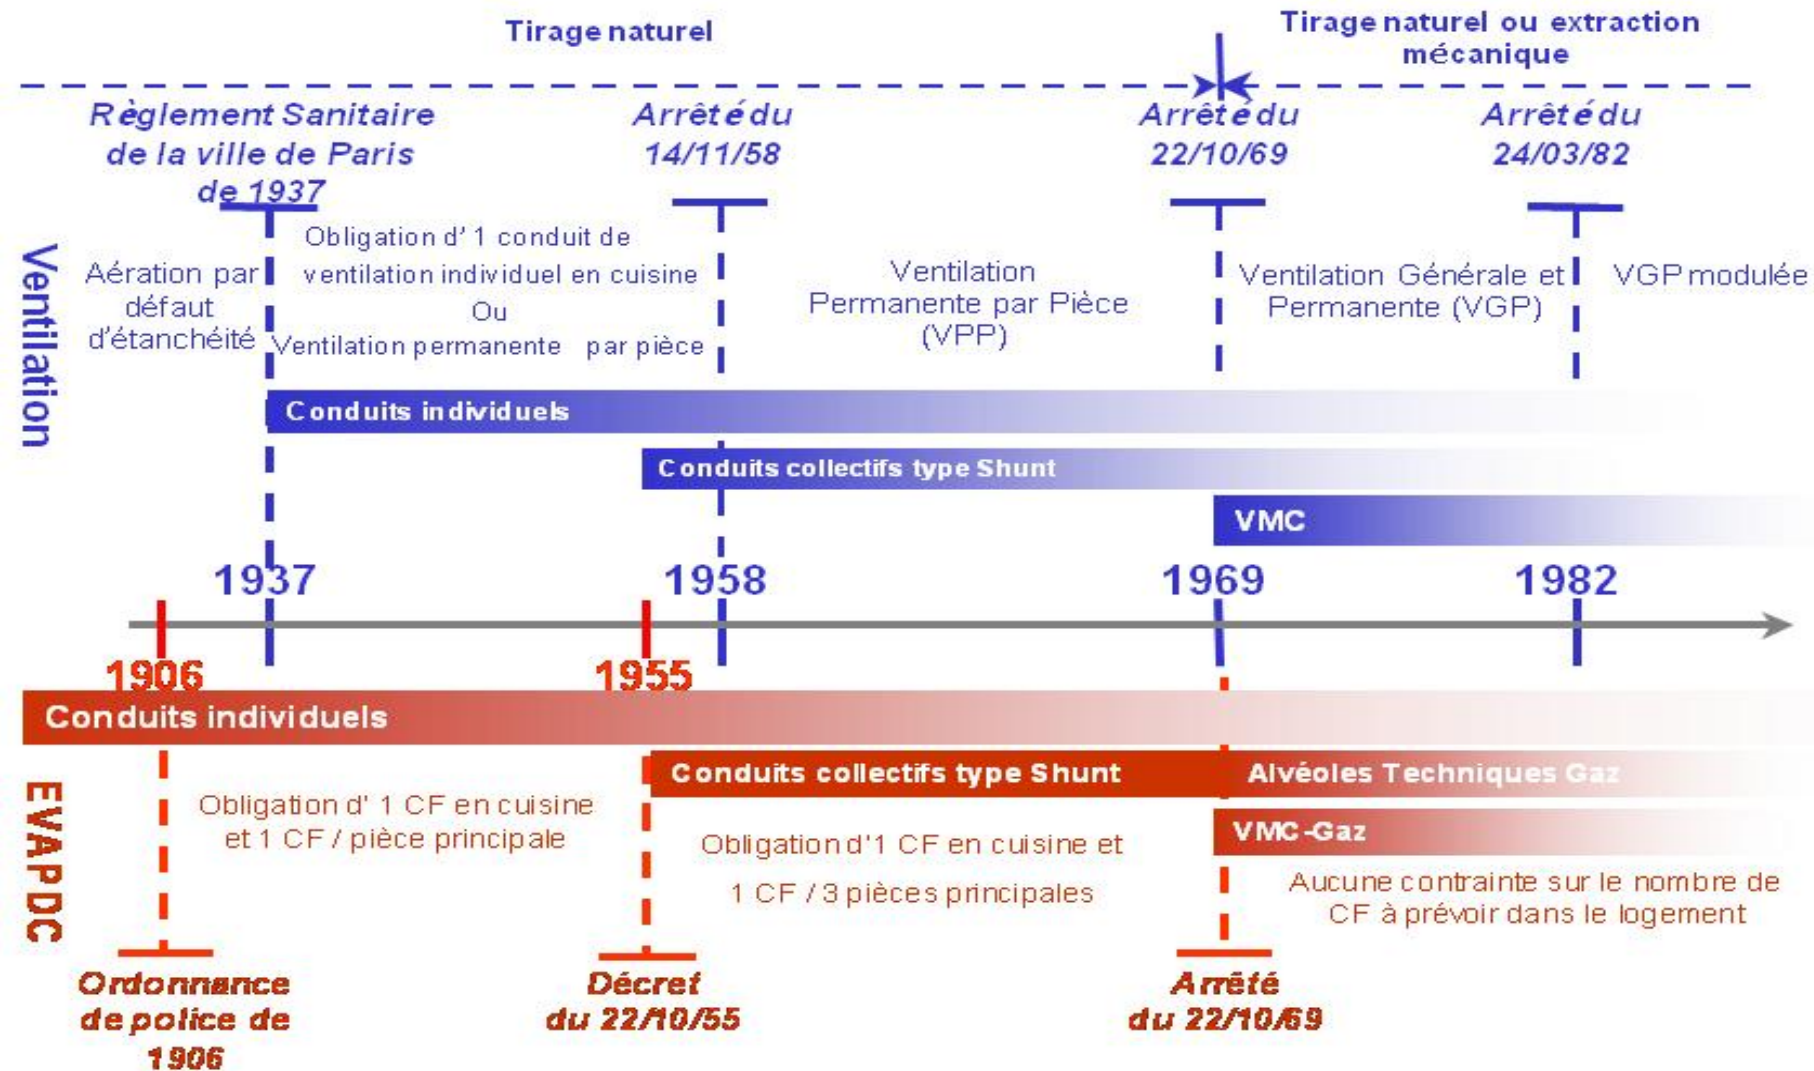 Tirage naturel
Tirage naturel ou extraction
mécanique
Règlement Sanitaire
de la ville de Paris
de 1937
Arrêté du
14/11/58
Arrêté du
22/10/69
Arrêté du
24/03/82
Ventilation
Aération par
défaut
d'étanchéité
Obligation d' 1 conduit de
ventilation individuel en cuisine
Ou
Ventilation permanente par pièce
Ventilation
Permanente par Pièce
(VPP)
Ventilation Générale et
Permanente (VGP)
VGP modulée
Conduits individuels
Conduits collectifs type Shunt
VMC
1937
1958
1969
1982
1906
1955
Conduits individuels
EVAPDC
Conduits collectifs type Shunt
Alvéoles Techniques Gaz
VMC-Gaz
Obligation d' 1 CF en cuisine
et 1 CF / pièce principale
Obligation d'1 CF en cuisine et
1 CF / 3 pièces principales
Aucune contrainte sur le nombre de
CF à prévoir dans le logement
Ordonnance
de police de
1906
Décret
du 22/10/55
Arrêté
du 22/10/69